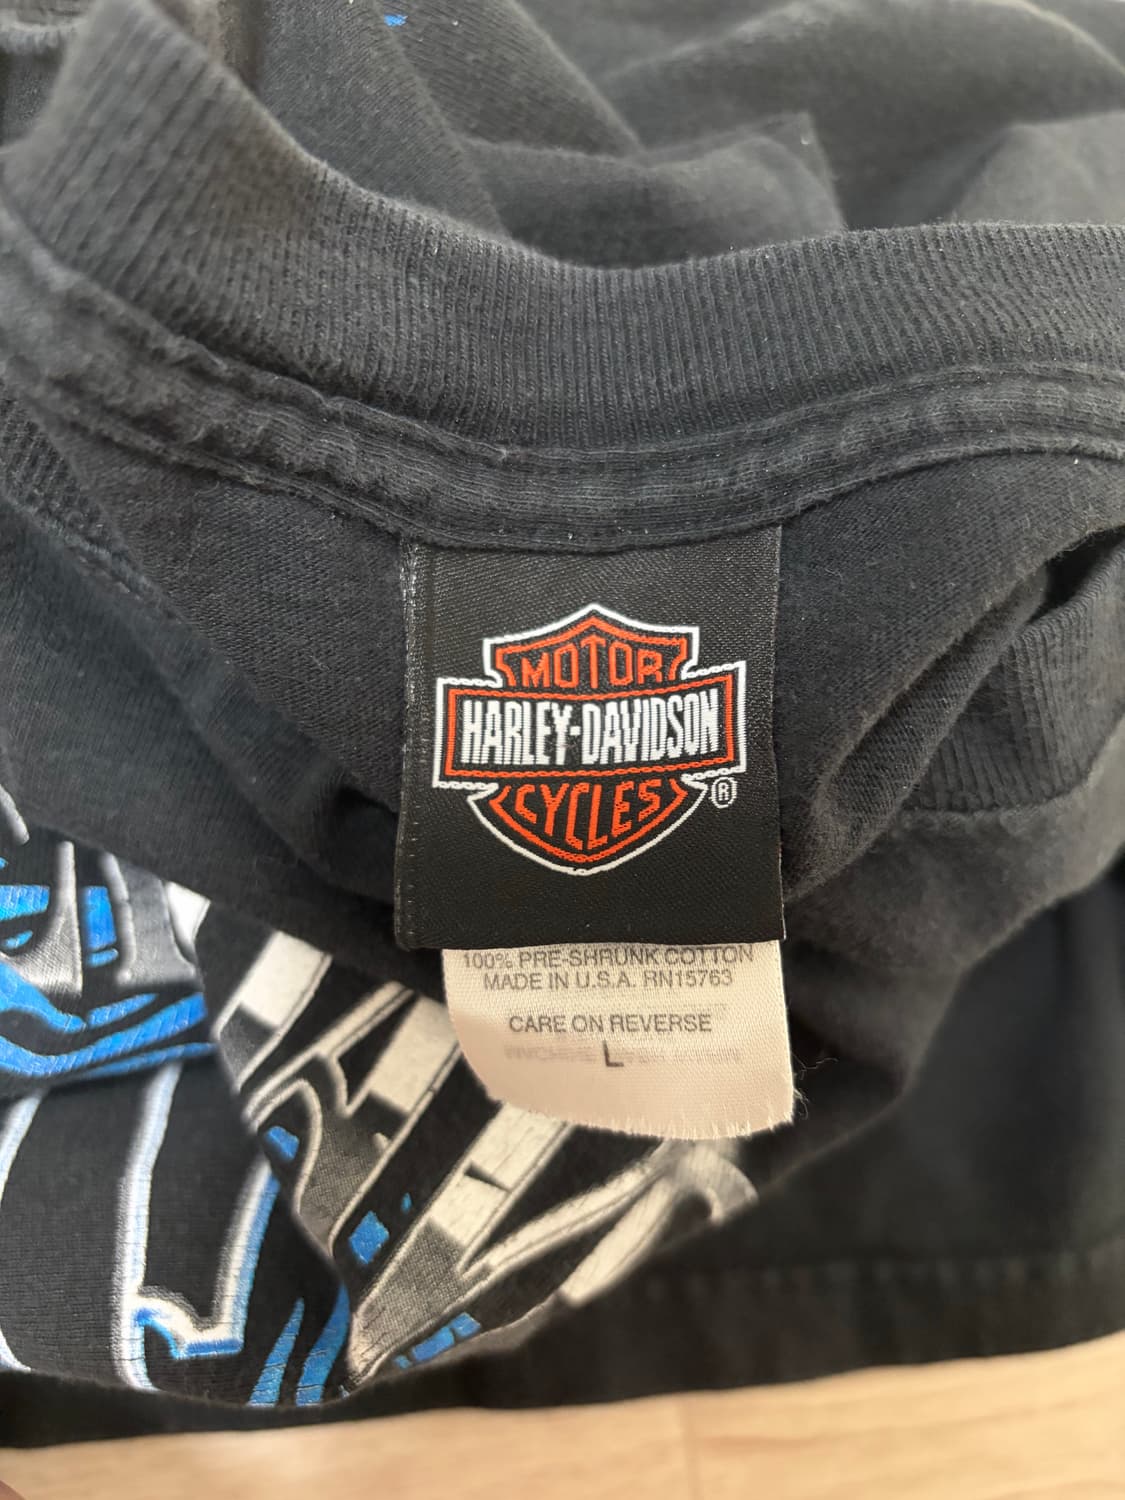 MOTOR
HARLEY-DAVIDSON
CYCLES
®
100% PRE-SHRUNK COTTON
MADE IN U.S.A. RN15763
CARE ON REVERSE
L